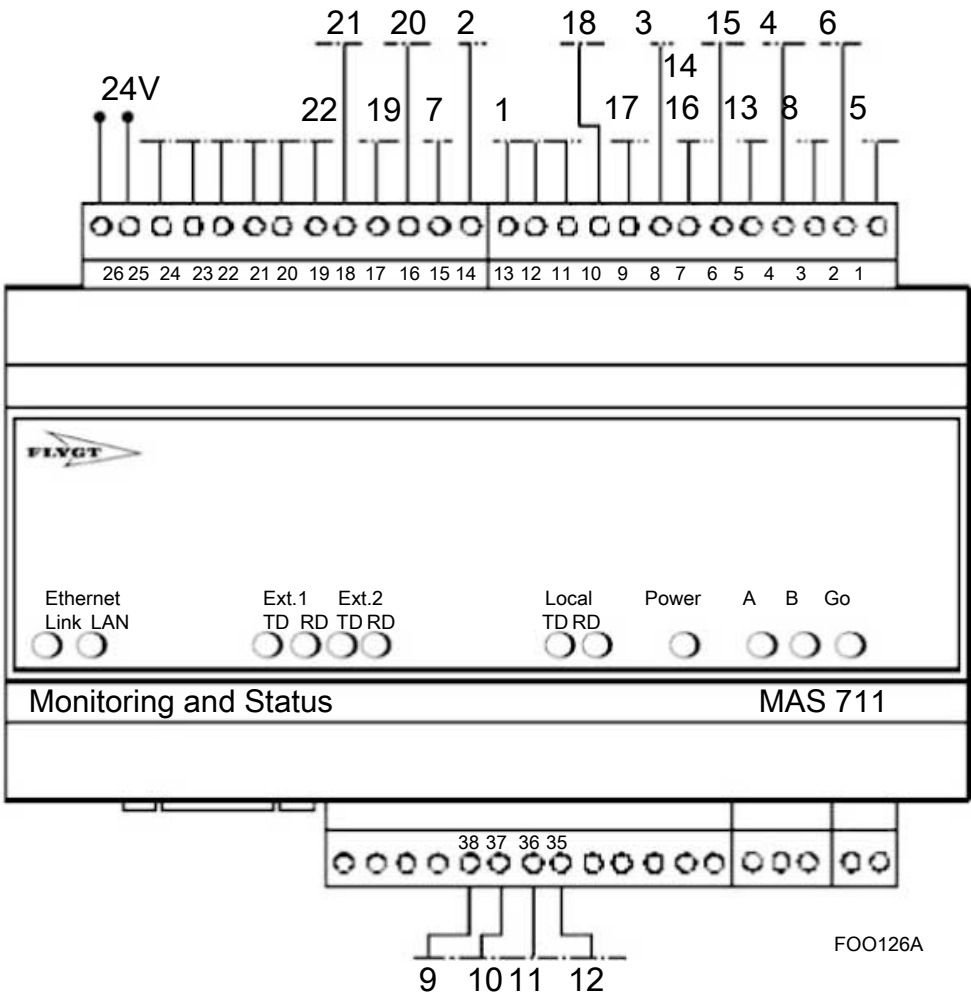 21 20 2 18 3 15 4 6
14
24V
22 19 7 1 17 16 13 8 5
26 25 24 23 22 21 20 19 18 17 16 15 14 13 12 11 10 9 8 7 6 5 4 3 2 1
FLYGT
Ethernet Ext.1 Ext.2 Local Power A B Go
Link LAN TD RD TD RD TD RD
Monitoring and Status MAS 711
38 37 36 35
FOO126A
9 10 11 12